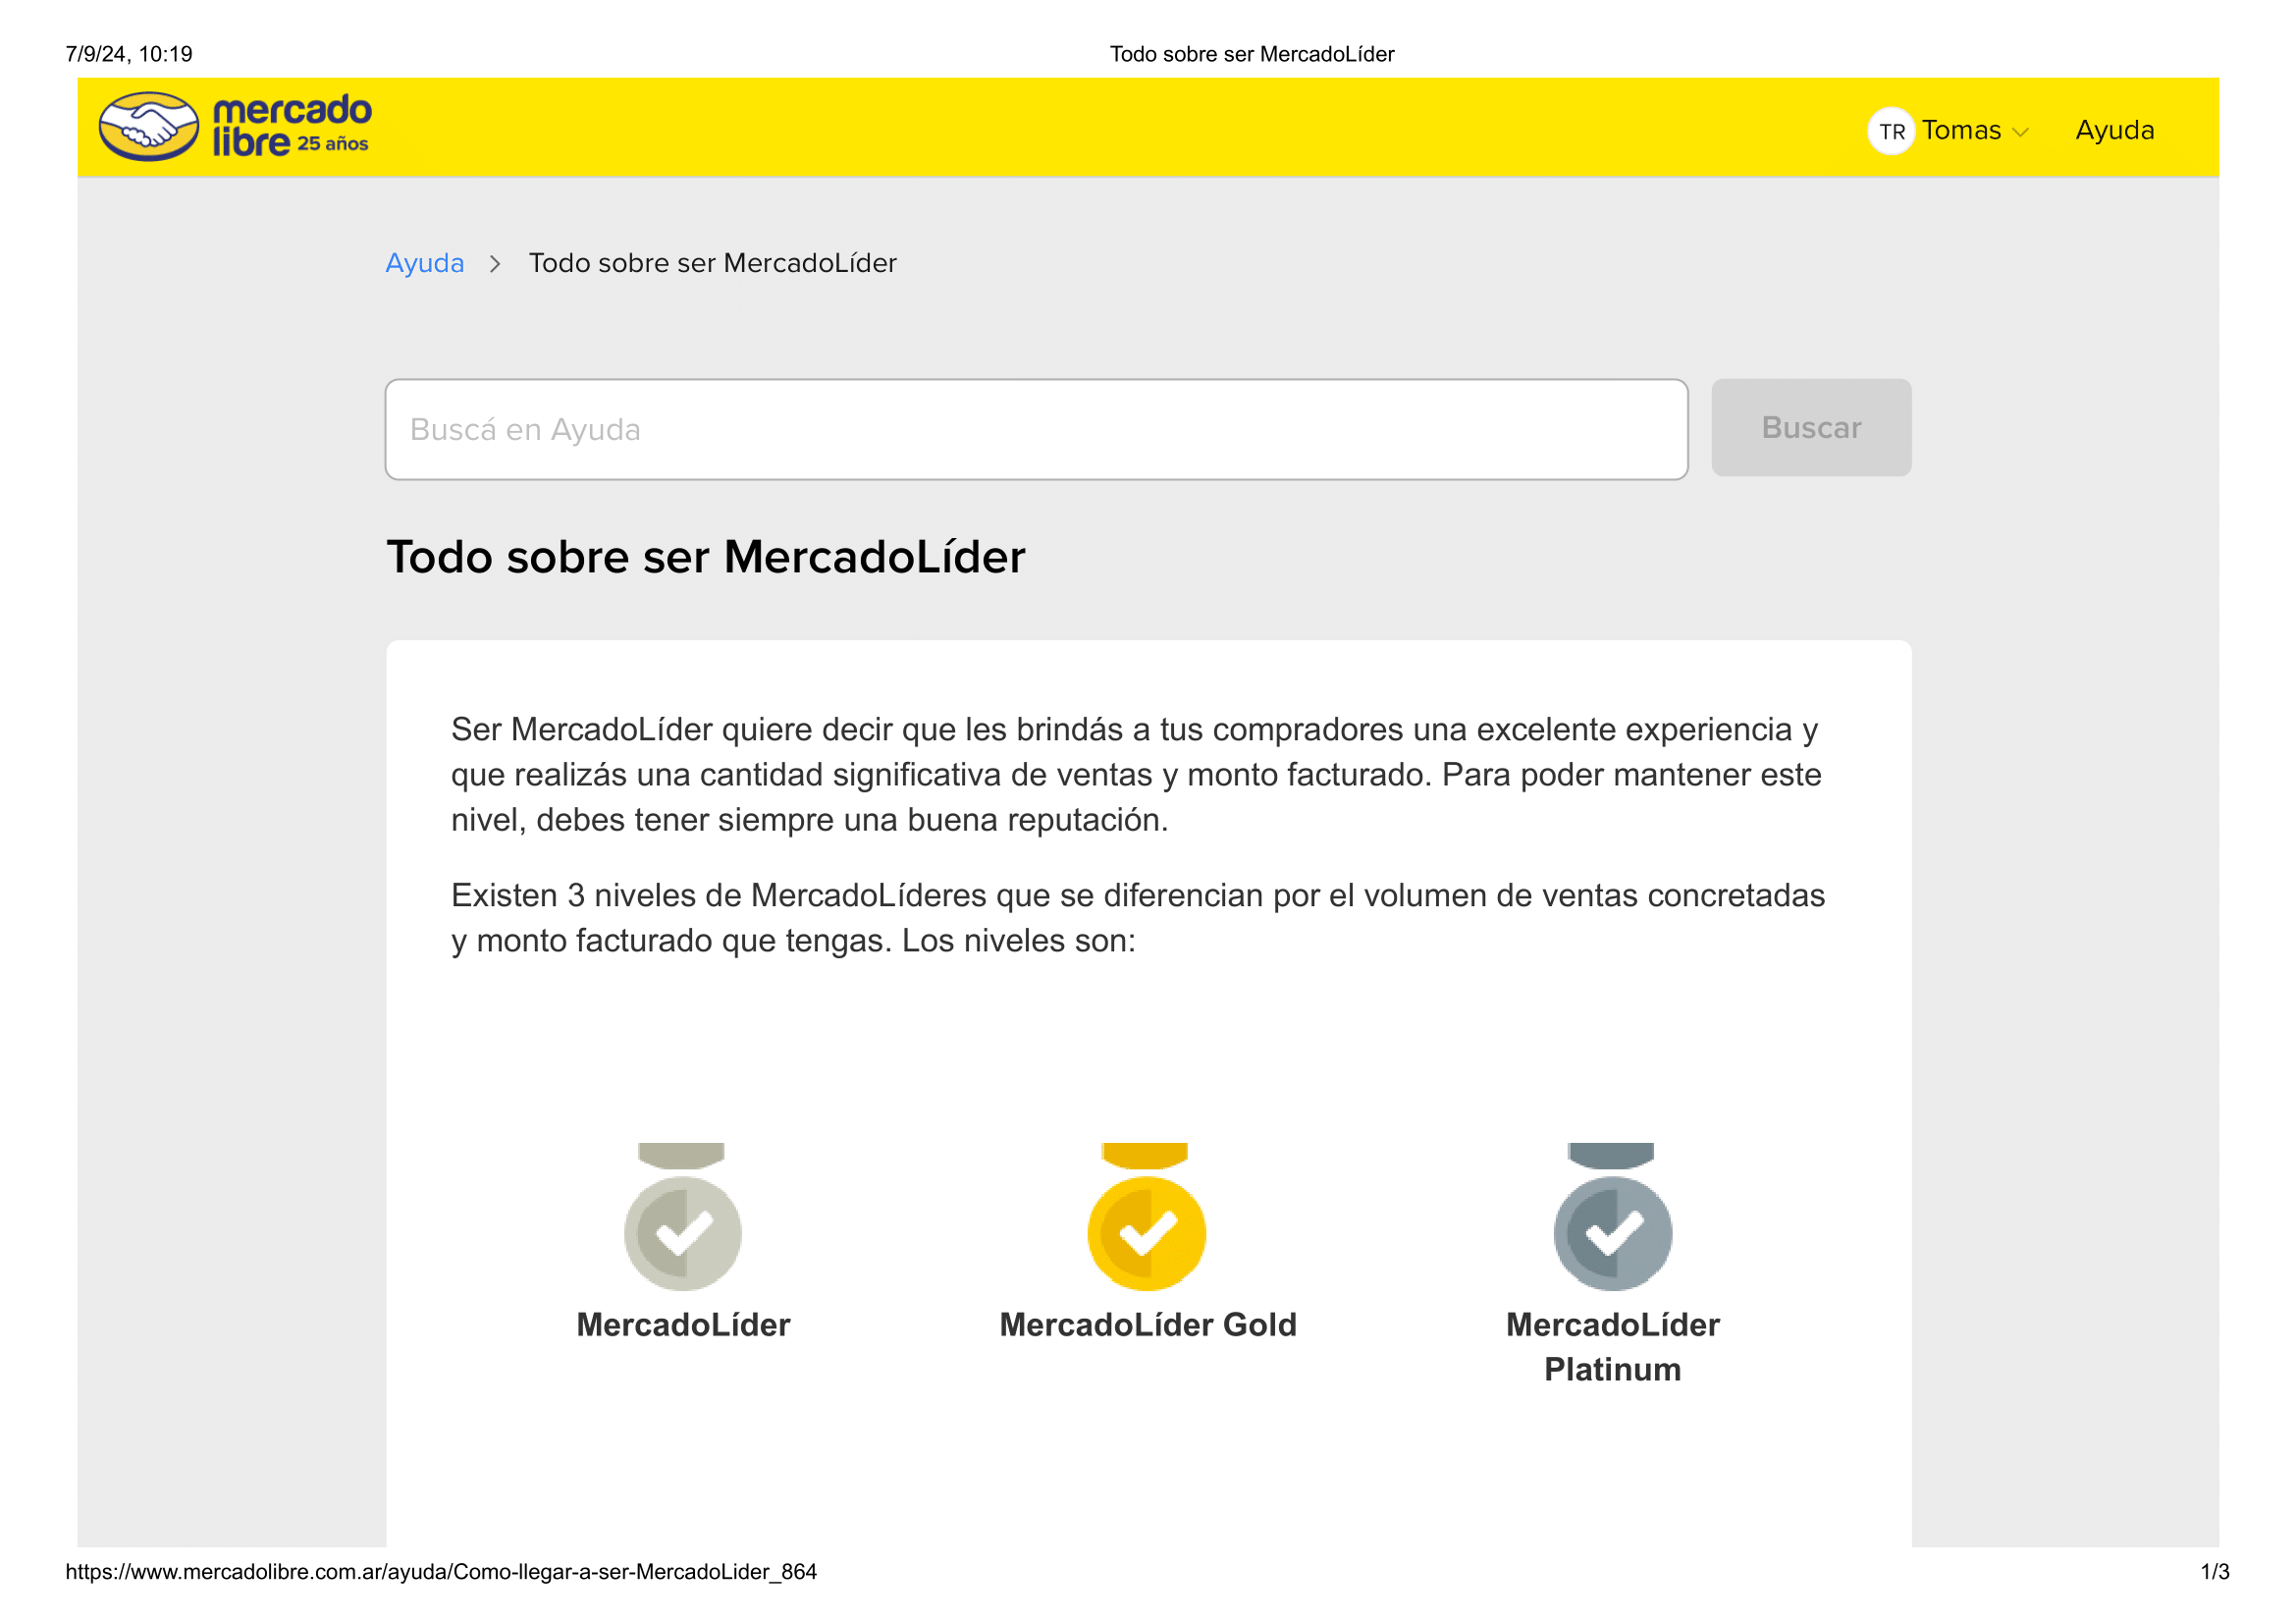 7/9/24, 10:19
Todo sobre ser MercadoLíder
mercado
libre 25 años
TR Tomas
Ayuda
Ayuda > Todo sobre ser MercadoLíder
Buscá en Ayuda
Buscar
Todo sobre ser MercadoLíder
Ser MercadoLíder quiere decir que les brindás a tus compradores una excelente experiencia y
que realizás una cantidad significativa de ventas y monto facturado. Para poder mantener este
nivel, debes tener siempre una buena reputación.
Existen 3 niveles de MercadoLíderes que se diferencian por el volumen de ventas concretadas
y monto facturado que tengas. Los niveles son:
MercadoLíder
MercadoLíder Gold
MercadoLíder
Platinum
https://www.mercadolibre.com.ar/ayuda/Como-llegar-a-ser-MercadoLider_864
1/3